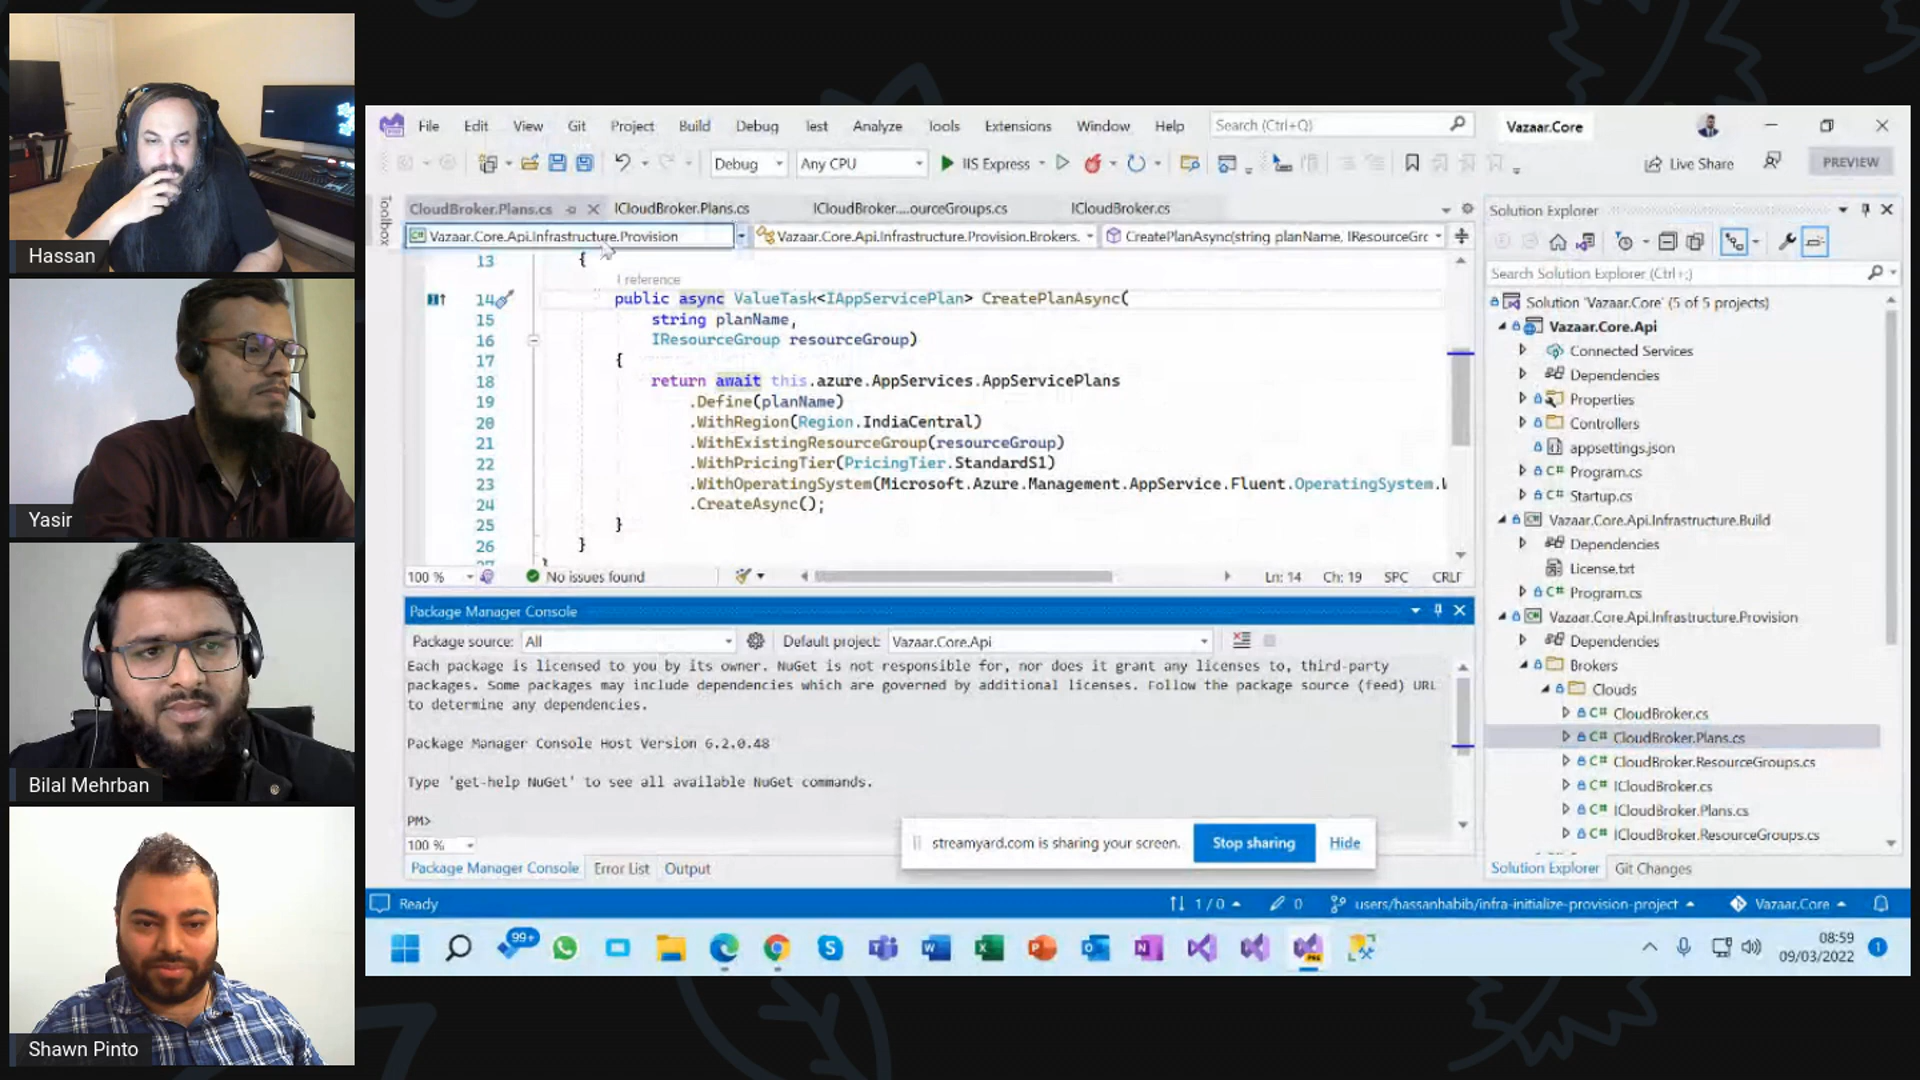 Hassan
Yasir
Bilal Mehrban
Shawn Pinto
File Edit View Git Project Build Debug Test Analyze Tools Extensions Window Help Search (Ctrl+Q) Vazaar.Core
Debug Any CPU IIS Express Live Share PREVIEW
Toolbox
CloudBroker.Plans.cs ICloudBroker.Plans.cs ICloudBroker....ourceGroups.cs ICloudBroker.cs
Vazaar.Core.Api.Infrastructure.Provision Vazaar.Core.Api.Infrastructure.Provision.Brokers. CreatePlanAsync(string planName, IResourceGrc
13 {
1 reference
14 public async ValueTask<IAppServicePlan> CreatePlanAsync(
15 string planName,
16 IResourceGroup resourceGroup)
17 {
18 return await this.azure.AppServices.AppServicePlans
19 .Define(planName)
20 .WithRegion(Region.IndiaCentral)
21 .WithExistingResourceGroup(resourceGroup)
22 .WithPricingTier(PricingTier.StandardS1)
23 .WithOperatingSystem(Microsoft.Azure.Management.AppService.Fluent.OperatingSystem.
24 .CreateAsync();
25 }
26 }
100 % No issues found Ln: 14 Ch: 19 SPC CRLF
Package Manager Console
Package source: All Default project: Vazaar.Core.Api
Each package is licensed to you by its owner. NuGet is not responsible for, nor does it grant any licenses to, third-party
packages. Some packages may include dependencies which are governed by additional licenses. Follow the package source (feed) URL
to determine any dependencies.
Package Manager Console Host Version 6.2.0.48
Type 'get-help NuGet' to see all available NuGet commands.
PM>
100 %
streamyard.com is sharing your screen. Stop sharing Hide
Package Manager Console Error List Output
Solution Explorer
Search Solution Explorer (Ctrl+;)
Solution 'Vazaar.Core' (5 of 5 projects)
Vazaar.Core.Api
Connected Services
Dependencies
Properties
Controllers
appsettings.json
C# Program.cs
C# Startup.cs
Vazaar.Core.Api.Infrastructure.Build
Dependencies
License.txt
C# Program.cs
Vazaar.Core.Api.Infrastructure.Provision
Dependencies
Brokers
Clouds
C# CloudBroker.cs
C# CloudBroker.Plans.cs
C# CloudBroker.ResourceGroups.cs
C# ICloudBroker.cs
C# ICloudBroker.Plans.cs
C# ICloudBroker.ResourceGroups.cs
Solution Explorer Git Changes
Ready 1 / 0 0 users/hassanhabib/infra-initialize-provision-project Vazaar.Core
99+
08:59
09/03/2022
1